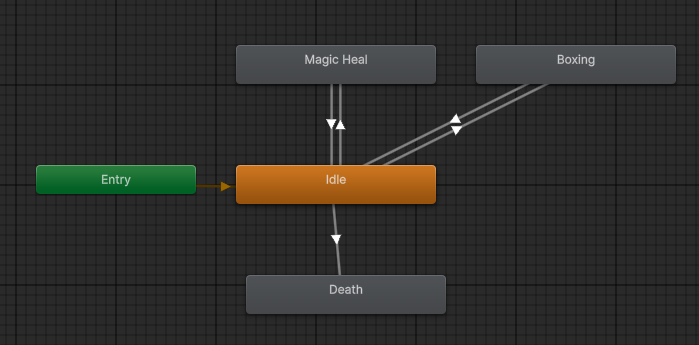 Magic Heal
Boxing
Entry
Idle
Death